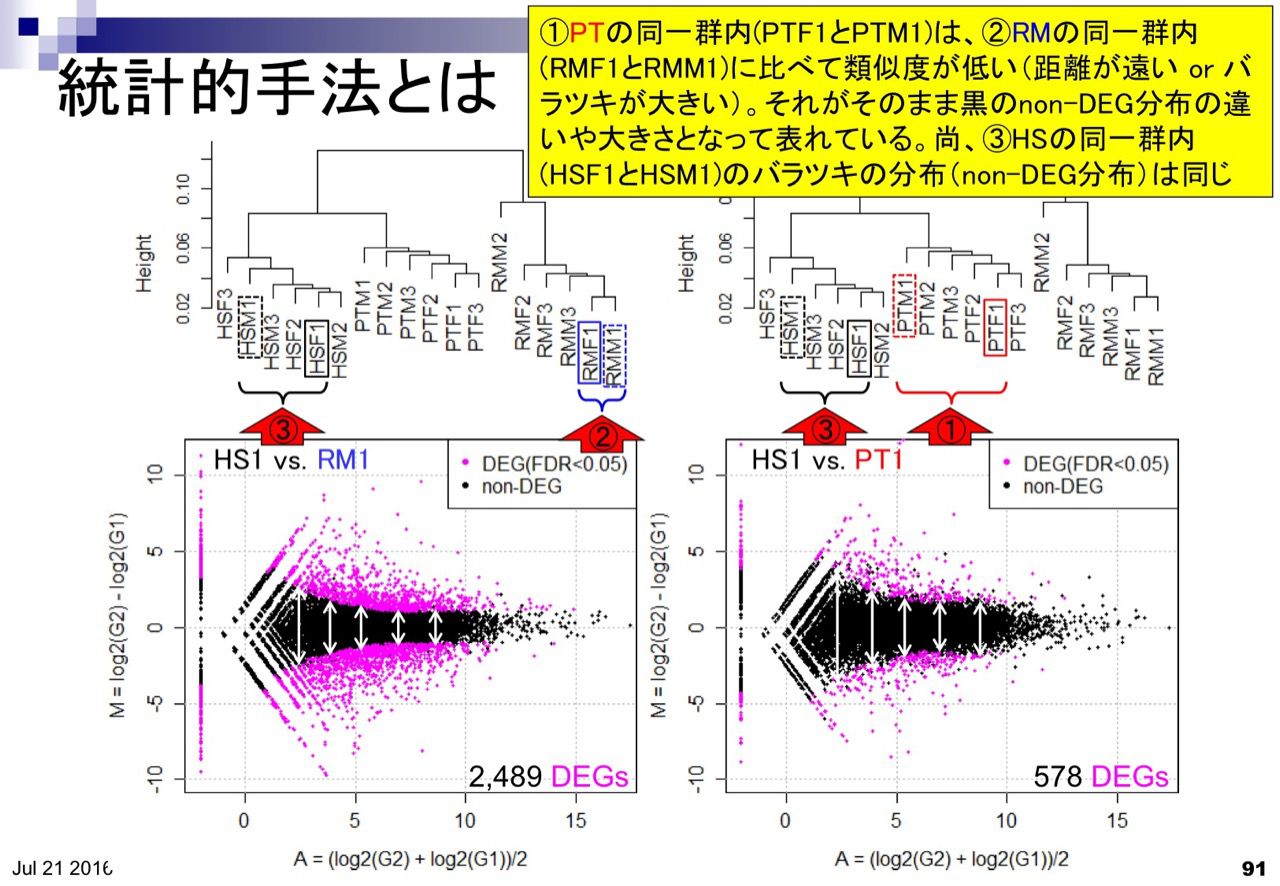 統計的手法とは
①PTの同一群内(PTF1とPTM1)は、②RMの同一群内
(RMF1とRMM1)に比べて類似度が低い(距離が遠い or バ
ラツキが大きい)。それがそのまま黒のnon-DEG分布の違
いや大きさとなって表れている。尚、③HSの同一群内
(HSF1とHSM1)のバラツキの分布(non-DEG分布)は同じ
Height
0.02
0.06
0.10
HSF3
HSM1
HSM3
HSF2
HSF1
HSM2
PTM1
PTM2
PTM3
PTF2
PTF1
PTF3
RMM2
RMF2
RMF3
RMM3
RMF1
RMM1
③
②
Height
0.02
0.06
HSF3
HSM1
HSM3
HSF2
HSF1
HSM2
PTM1
PTM2
PTM3
PTF2
PTF1
PTF3
RMM2
RMF2
RMF3
RMM3
RMF1
RMM1
③
①
HS1 vs. RM1
DEG(FDR<0.05)
non-DEG
M = log2(G2) - log2(G1)
10
5
0
-5
-10
2,489 DEGs
0 5 10 15
A = (log2(G2) + log2(G1))/2
HS1 vs. PT1
DEG(FDR<0.05)
non-DEG
M = log2(G2) - log2(G1)
10
5
0
-5
-10
578 DEGs
0 5 10 15
A = (log2(G2) + log2(G1))/2
Jul 21 2016
91